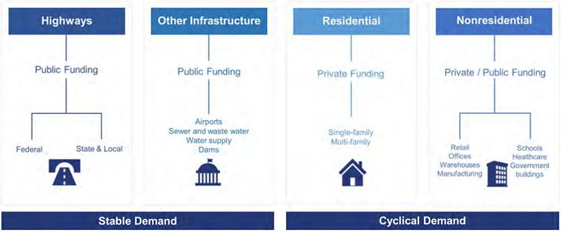 Highways
Public Funding
Federal
State & Local
Other Infrastructure
Public Funding
Airports
Sewer and waste water
Water supply
Dams
Residential
Private Funding
Single-family
Multi-family
Nonresidential
Private / Public Funding
Retail
Offices
Warehouses
Manufacturing
Schools
Healthcare
Government
buildings
Stable Demand
Cyclical Demand